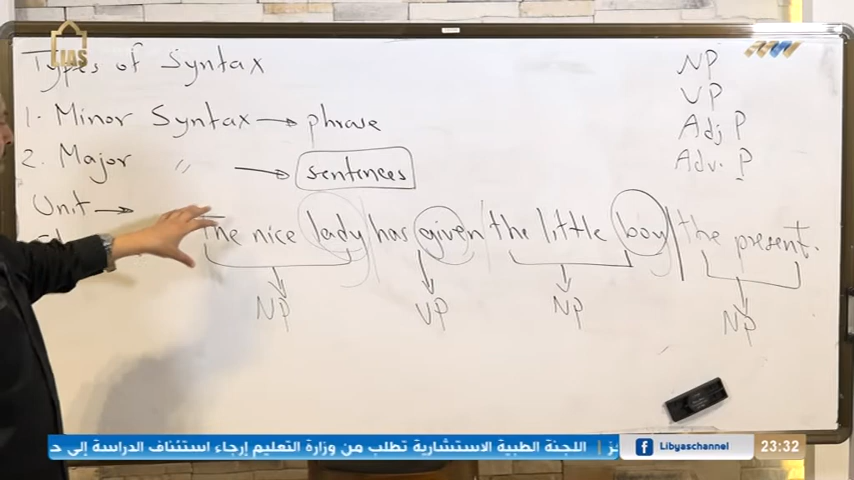 Types of Syntax
1. Minor Syntax → phrase
2. Major 〃 → sentences
Unit →
The nice lady | has given | the little boy | the present.
NP VP NP NP
NP
VP
Adj P
Adv. P
LIAS
اللجنة الطبية الاستشارية تطلب من وزارة التعليم إرجاء استئناف الدراسة إلى
Libyaschannel
23:32